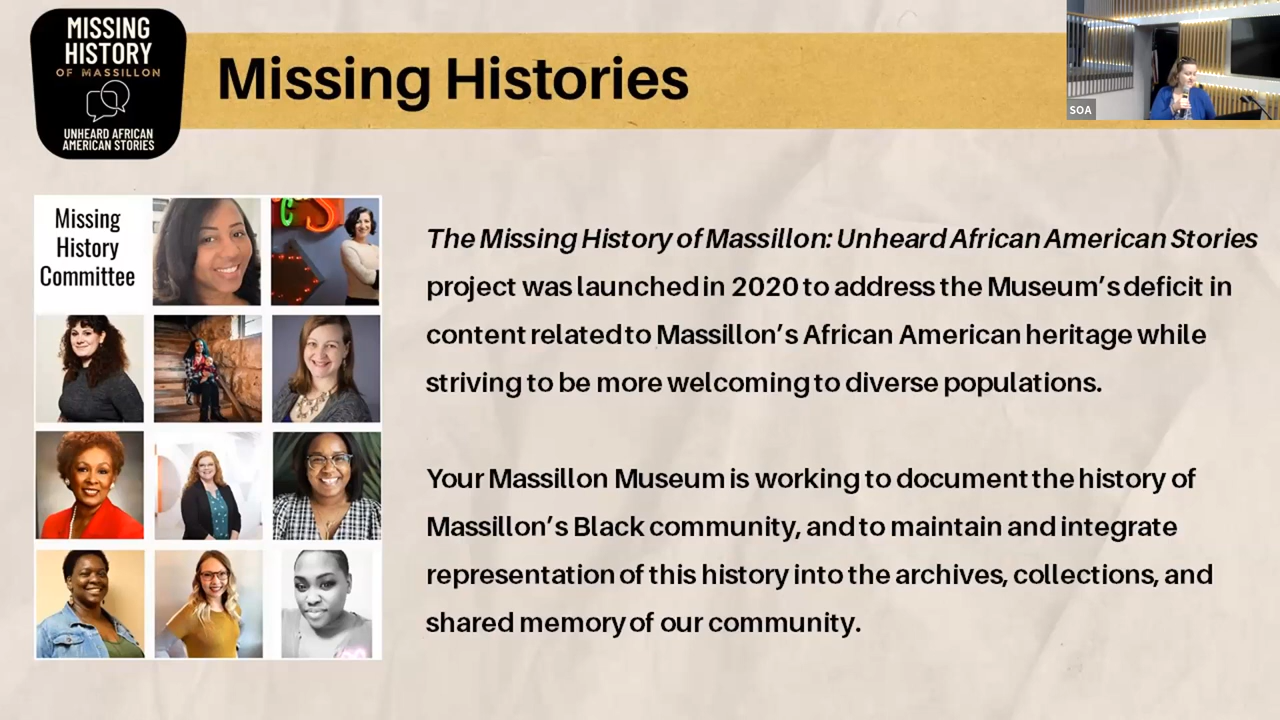 MISSING
HISTORY
OF MASSILLON
UNHEARD AFRICAN
AMERICAN STORIES
Missing Histories
SOA
Missing
History
Committee
The Missing History of Massillon: Unheard African American Stories
project was launched in 2020 to address the Museum's deficit in
content related to Massillon's African American heritage while
striving to be more welcoming to diverse populations.
Your Massillon Museum is working to document the history of
Massillon's Black community, and to maintain and integrate
representation of this history into the archives, collections, and
shared memory of our community.